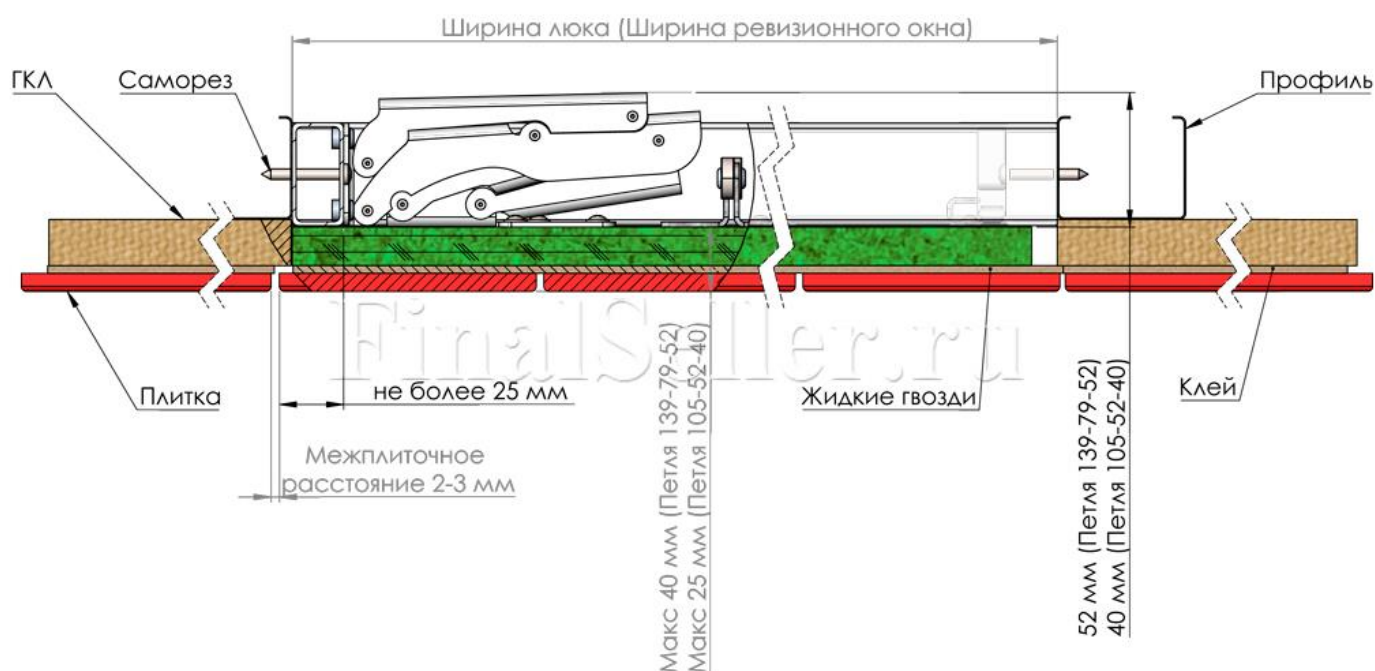 Ширина люка (Ширина ревизионного окна)
ГКЛ
Саморез
Профиль
FinalSeller.ru
Плитка
не более 25 мм
Жидкие гвозди
Клей
Межплиточное
расстояние 2-3 мм
Макс 40 мм (Петля 139-79-52)
Макс 25 мм (Петля 105-52-40)
52 мм (Петля 139-79-52)
40 мм (Петля 105-52-40)